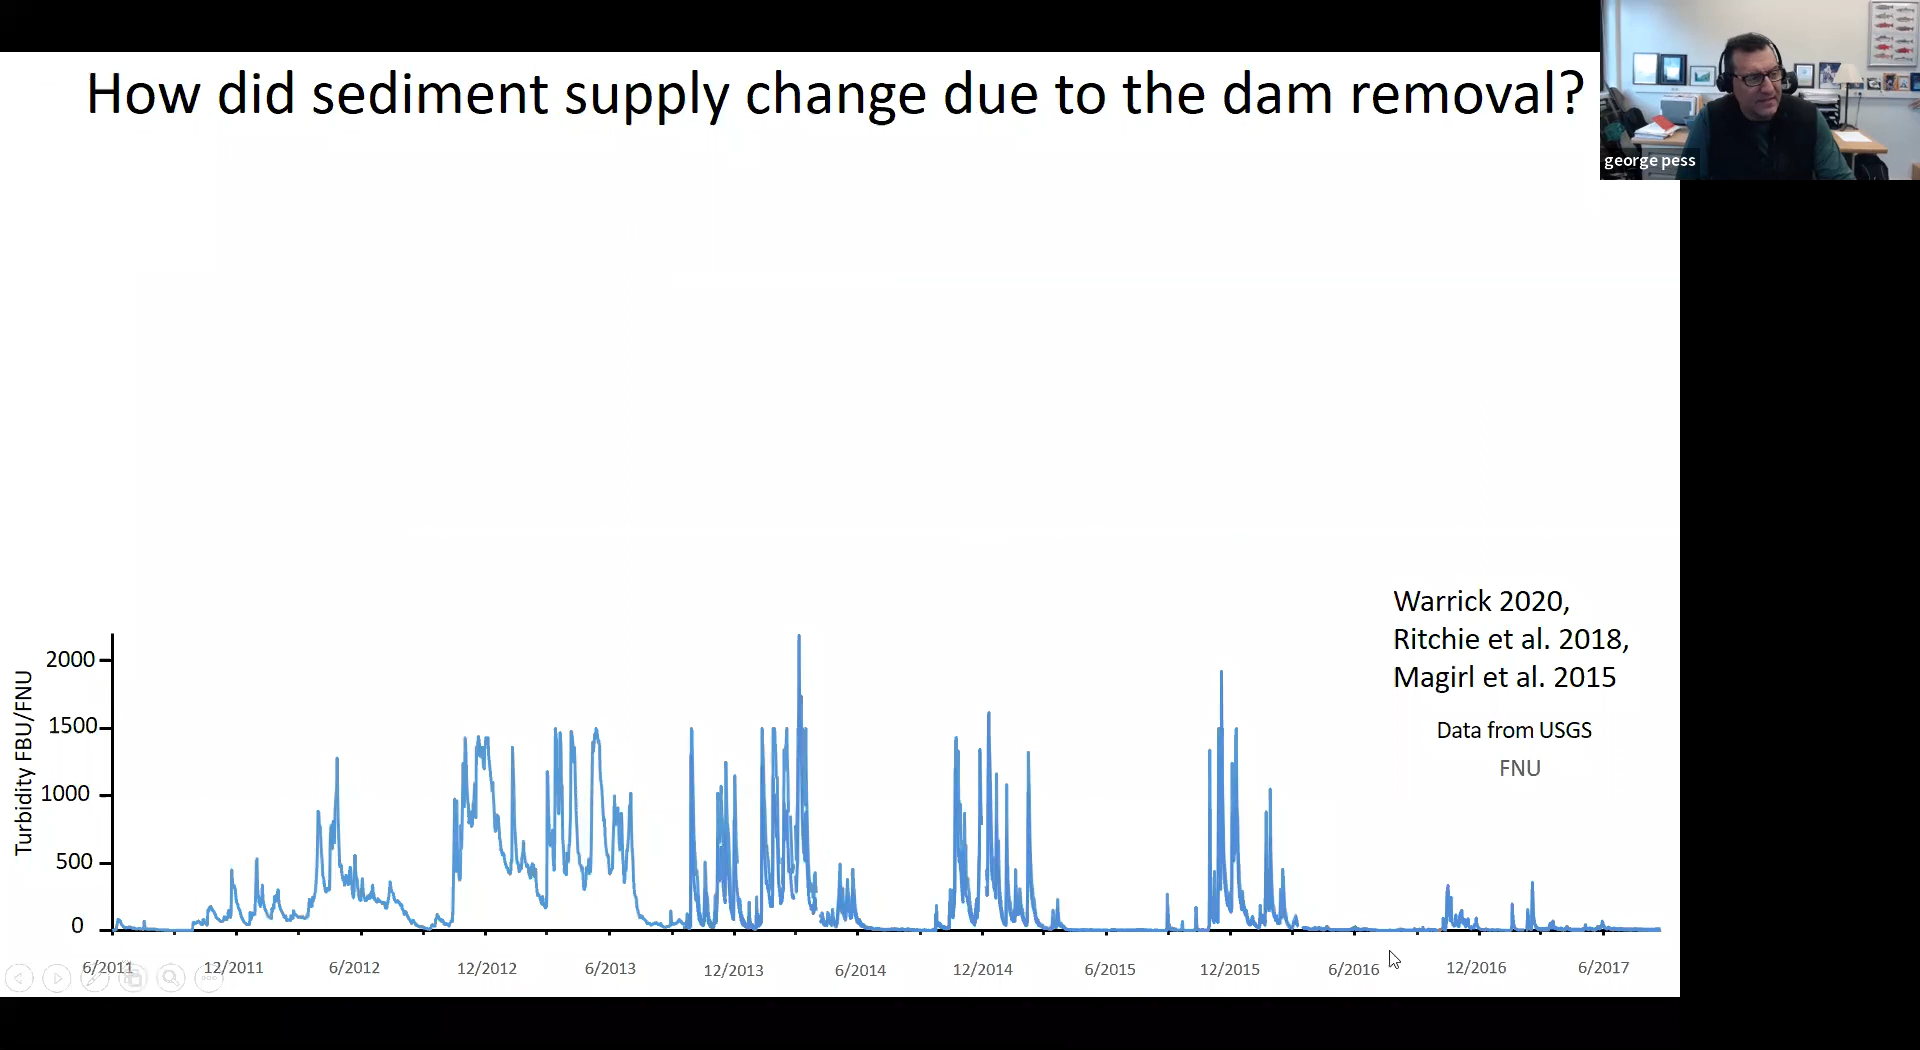 How did sediment supply change due to the dam removal?
george pess
Warrick 2020,
Ritchie et al. 2018,
Magirl et al. 2015
Data from USGS
FNU
Turbidity FBU/FNU
2000
1500
1000
500
0
6/2011 12/2011 6/2012 12/2012 6/2013 12/2013 6/2014 12/2014 6/2015 12/2015 6/2016 12/2016 6/2017